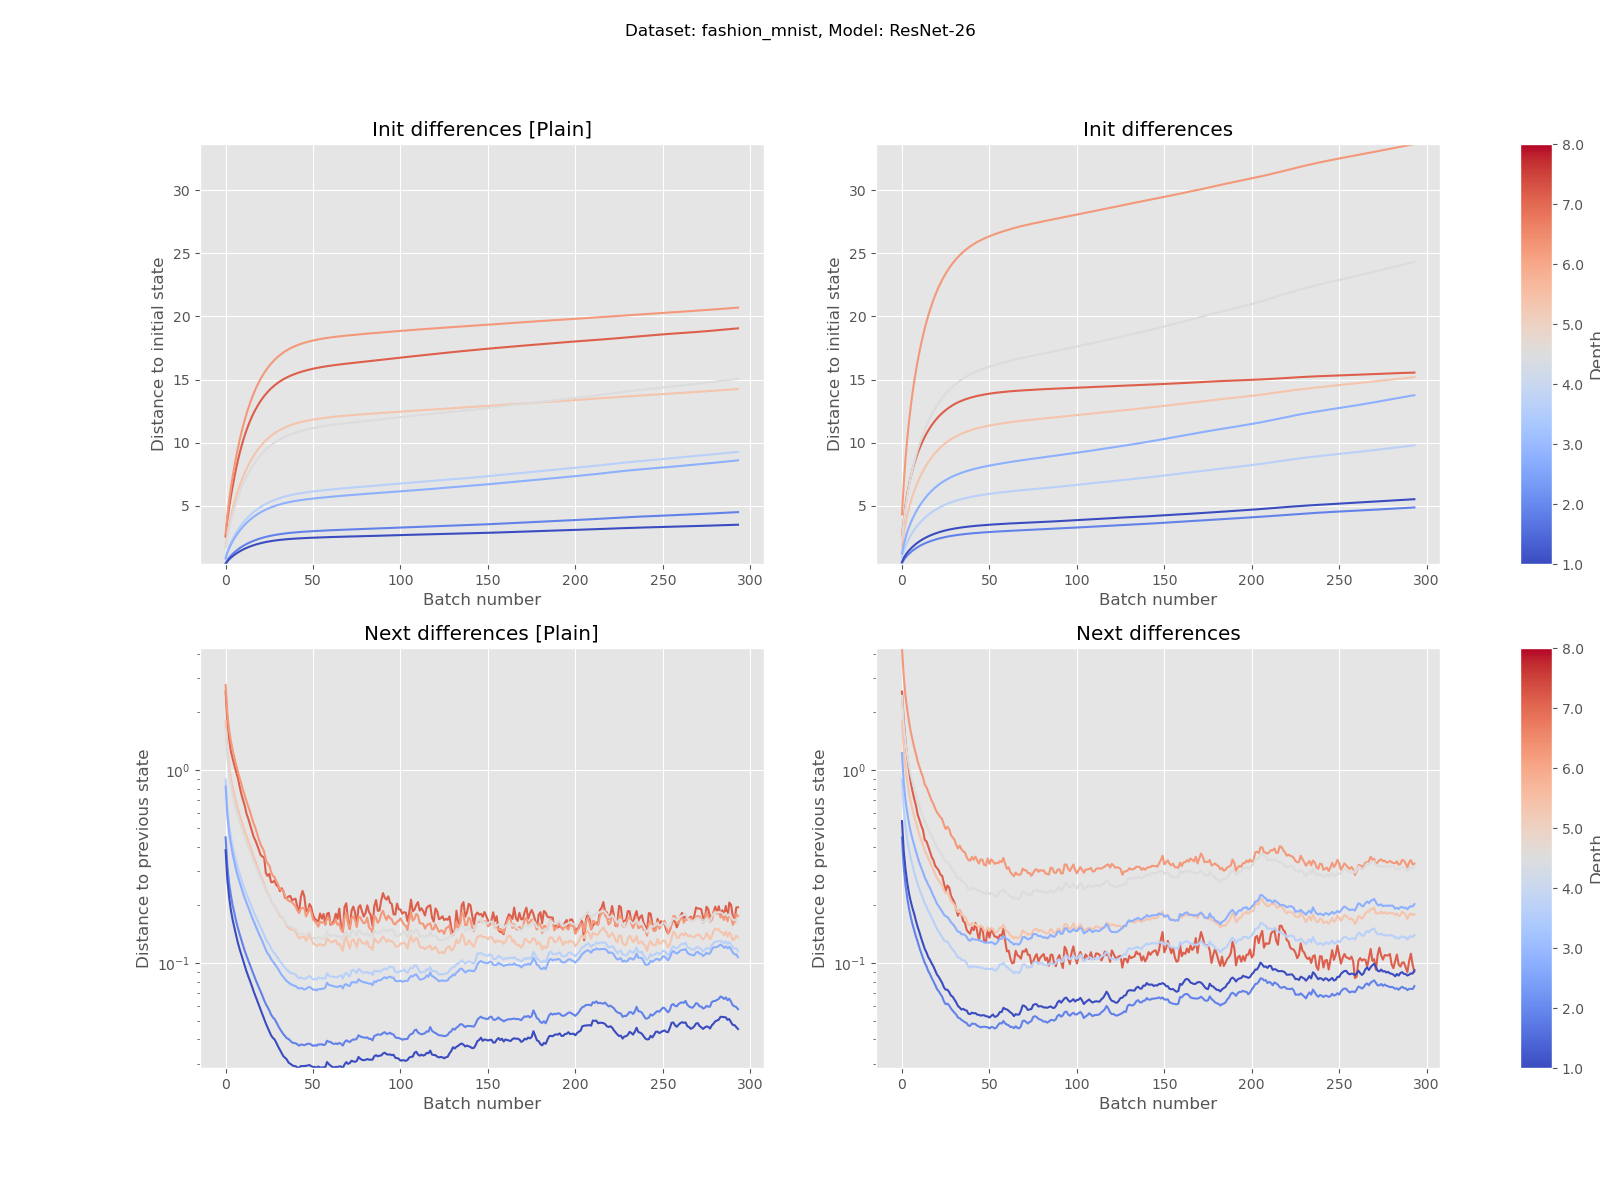 Dataset: fashion_mnist, Model: ResNet-26
Init differences [Plain]
Distance to initial state
30
25
20
15
10
5
0 50 100 150 200 250 300
Batch number
Init differences
Distance to initial state
30
25
20
15
10
5
0 50 100 150 200 250 300
Batch number
8.0
7.0
6.0
5.0
4.0
3.0
2.0
1.0
Depth
Next differences [Plain]
Distance to previous state
10⁰
10⁻¹
0 50 100 150 200 250 300
Batch number
Next differences
Distance to previous state
10⁰
10⁻¹
0 50 100 150 200 250 300
Batch number
8.0
7.0
6.0
5.0
4.0
3.0
2.0
1.0
Depth